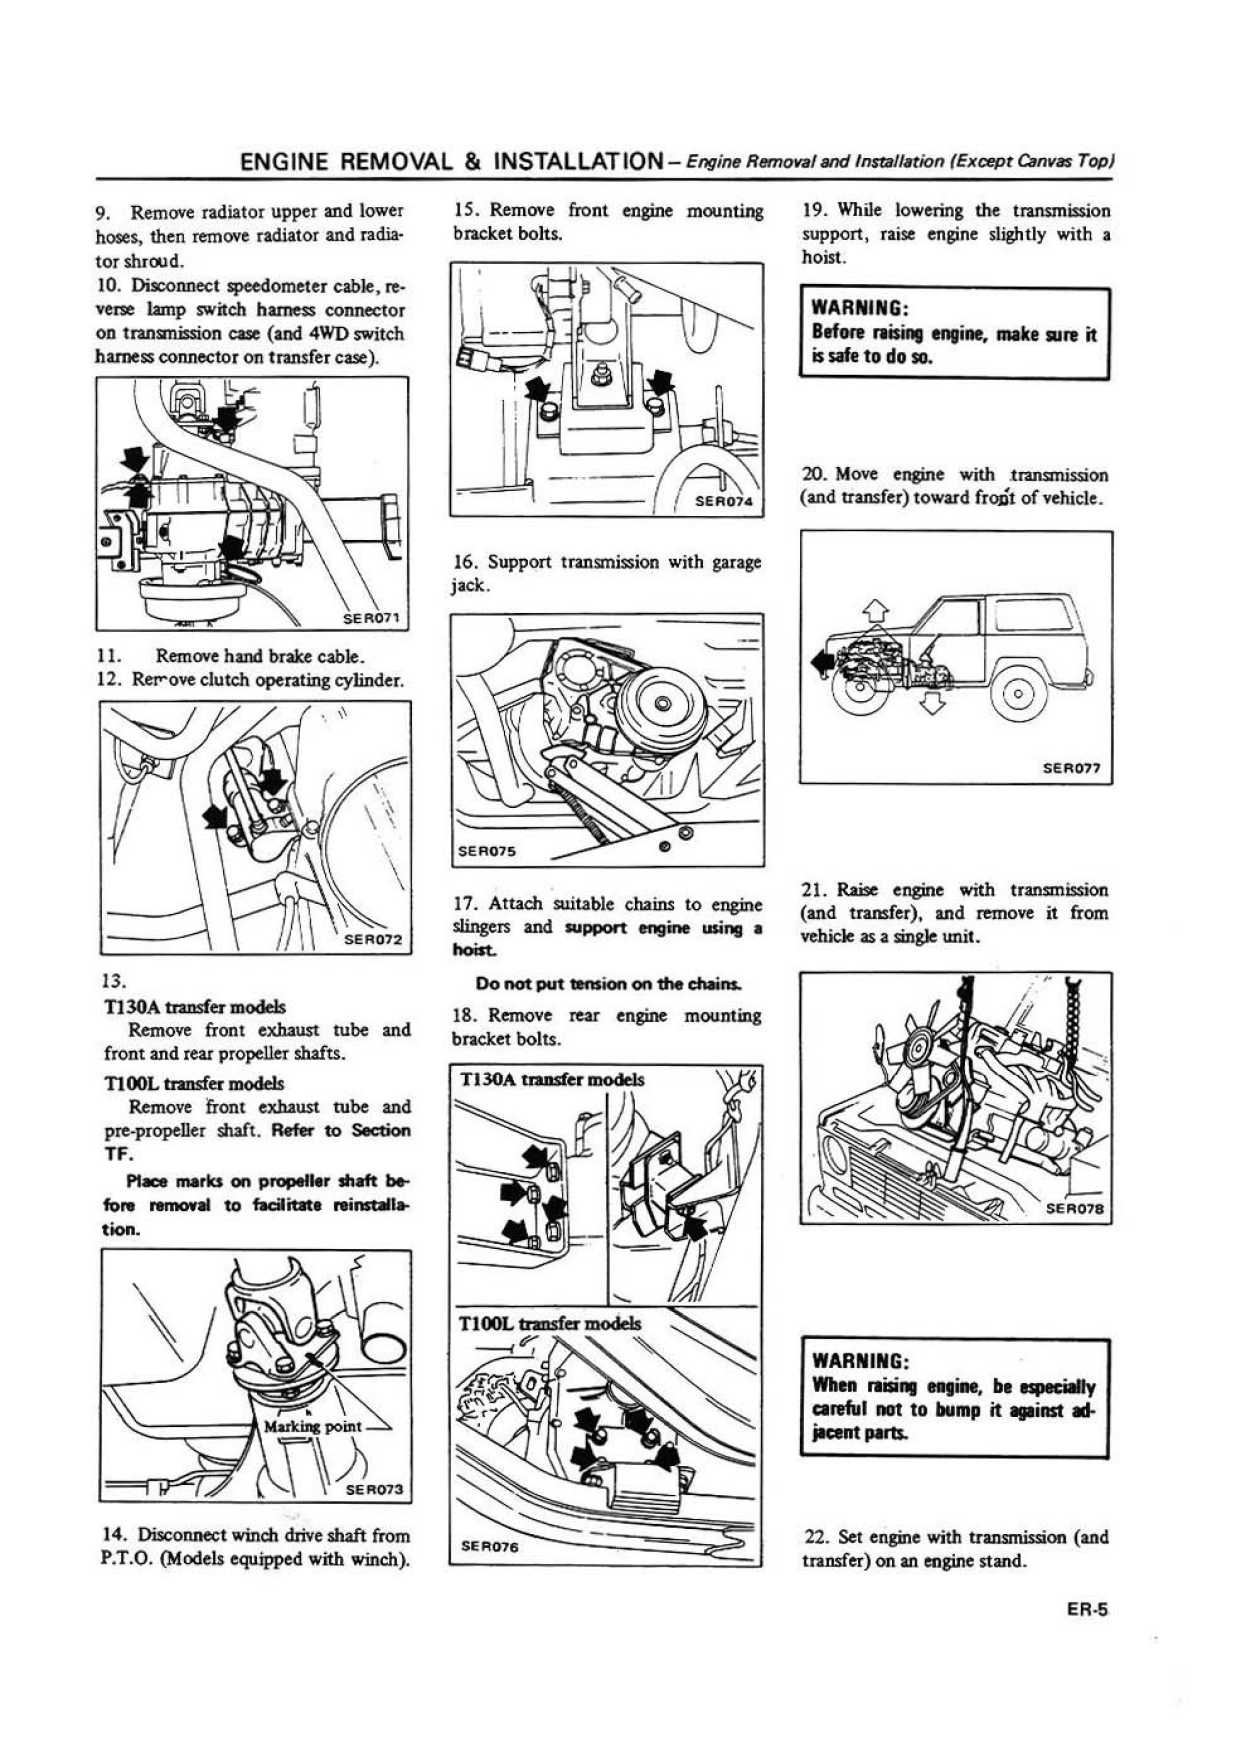 ENGINE REMOVAL & INSTALLATION – Engine Removal and Installation (Except Canvas Top)
9. Remove radiator upper and lower
hoses, then remove radiator and radia-
tor shroud.
10. Disconnect speedometer cable, re-
verse lamp switch harness connector
on transmission case (and 4WD switch
harness connector on transfer case).
SER071
11. Remove hand brake cable.
12. Remove clutch operating cylinder.
SER072
13.
T130A transfer models
Remove front exhaust tube and
front and rear propeller shafts.
T100L transfer models
Remove front exhaust tube and
pre-propeller shaft. Refer to Section
TF.
Place marks on propeller shaft be-
fore removal to facilitate reinstalla-
tion.
Marking point
SER073
14. Disconnect winch drive shaft from
P.T.O. (Models equipped with winch).
15. Remove front engine mounting
bracket bolts.
SER074
16. Support transmission with garage
jack.
SER075
17. Attach suitable chains to engine
slingers and support engine using a
hoist.
Do not put tension on the chains.
18. Remove rear engine mounting
bracket bolts.
T130A transfer models
T100L transfer models
SER076
19. While lowering the transmission
support, raise engine slightly with a
hoist.
WARNING:
Before raising engine, make sure it
is safe to do so.
20. Move engine with transmission
(and transfer) toward front of vehicle.
SER077
21. Raise engine with transmission
(and transfer), and remove it from
vehicle as a single unit.
SER078
WARNING:
When raising engine, be especially
careful not to bump it against ad-
jacent parts.
22. Set engine with transmission (and
transfer) on an engine stand.
ER-5